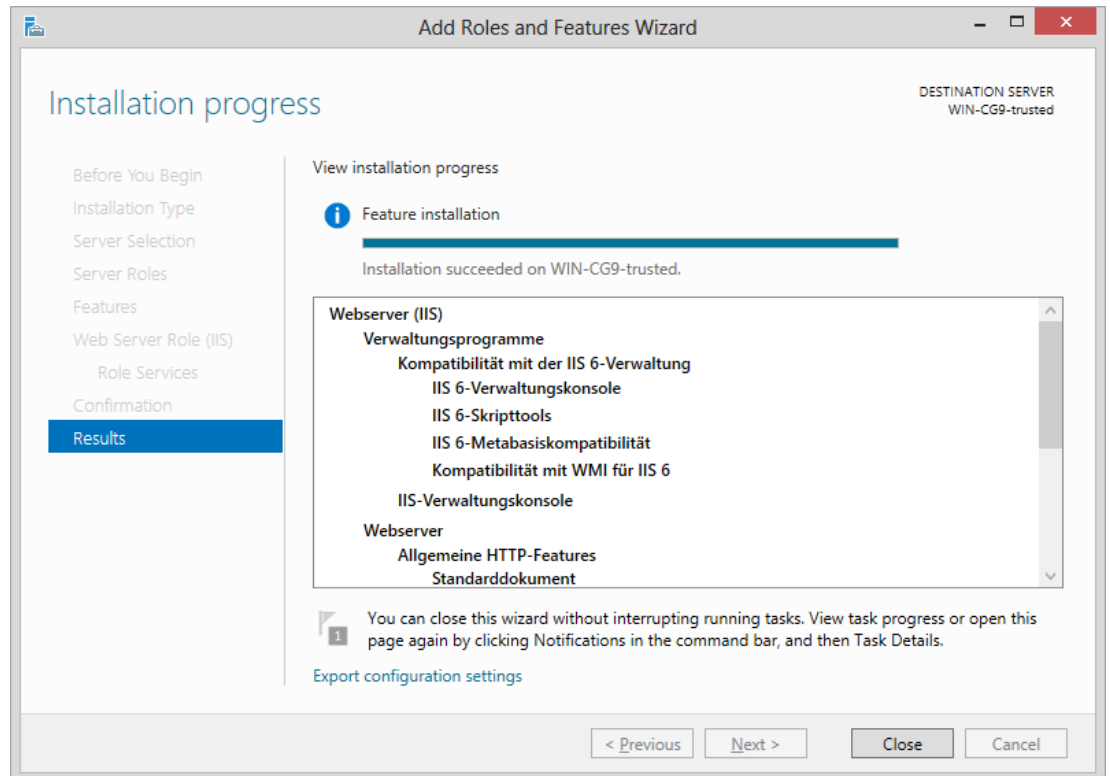 Add Roles and Features Wizard
Installation progress
DESTINATION SERVER
WIN-CG9-trusted
Before You Begin
Installation Type
Server Selection
Server Roles
Features
Web Server Role (IIS)
Role Services
Confirmation
Results
View installation progress
Feature installation
Installation succeeded on WIN-CG9-trusted.
Webserver (IIS)
Verwaltungsprogramme
Kompatibilität mit der IIS 6-Verwaltung
IIS 6-Verwaltungskonsole
IIS 6-Skripttools
IIS 6-Metabasiskompatibilität
Kompatibilität mit WMI für IIS 6
IIS-Verwaltungskonsole
Webserver
Allgemeine HTTP-Features
Standarddokument
1
You can close this wizard without interrupting running tasks. View task progress or open this
page again by clicking Notifications in the command bar, and then Task Details.
Export configuration settings
< Previous
Next >
Close
Cancel